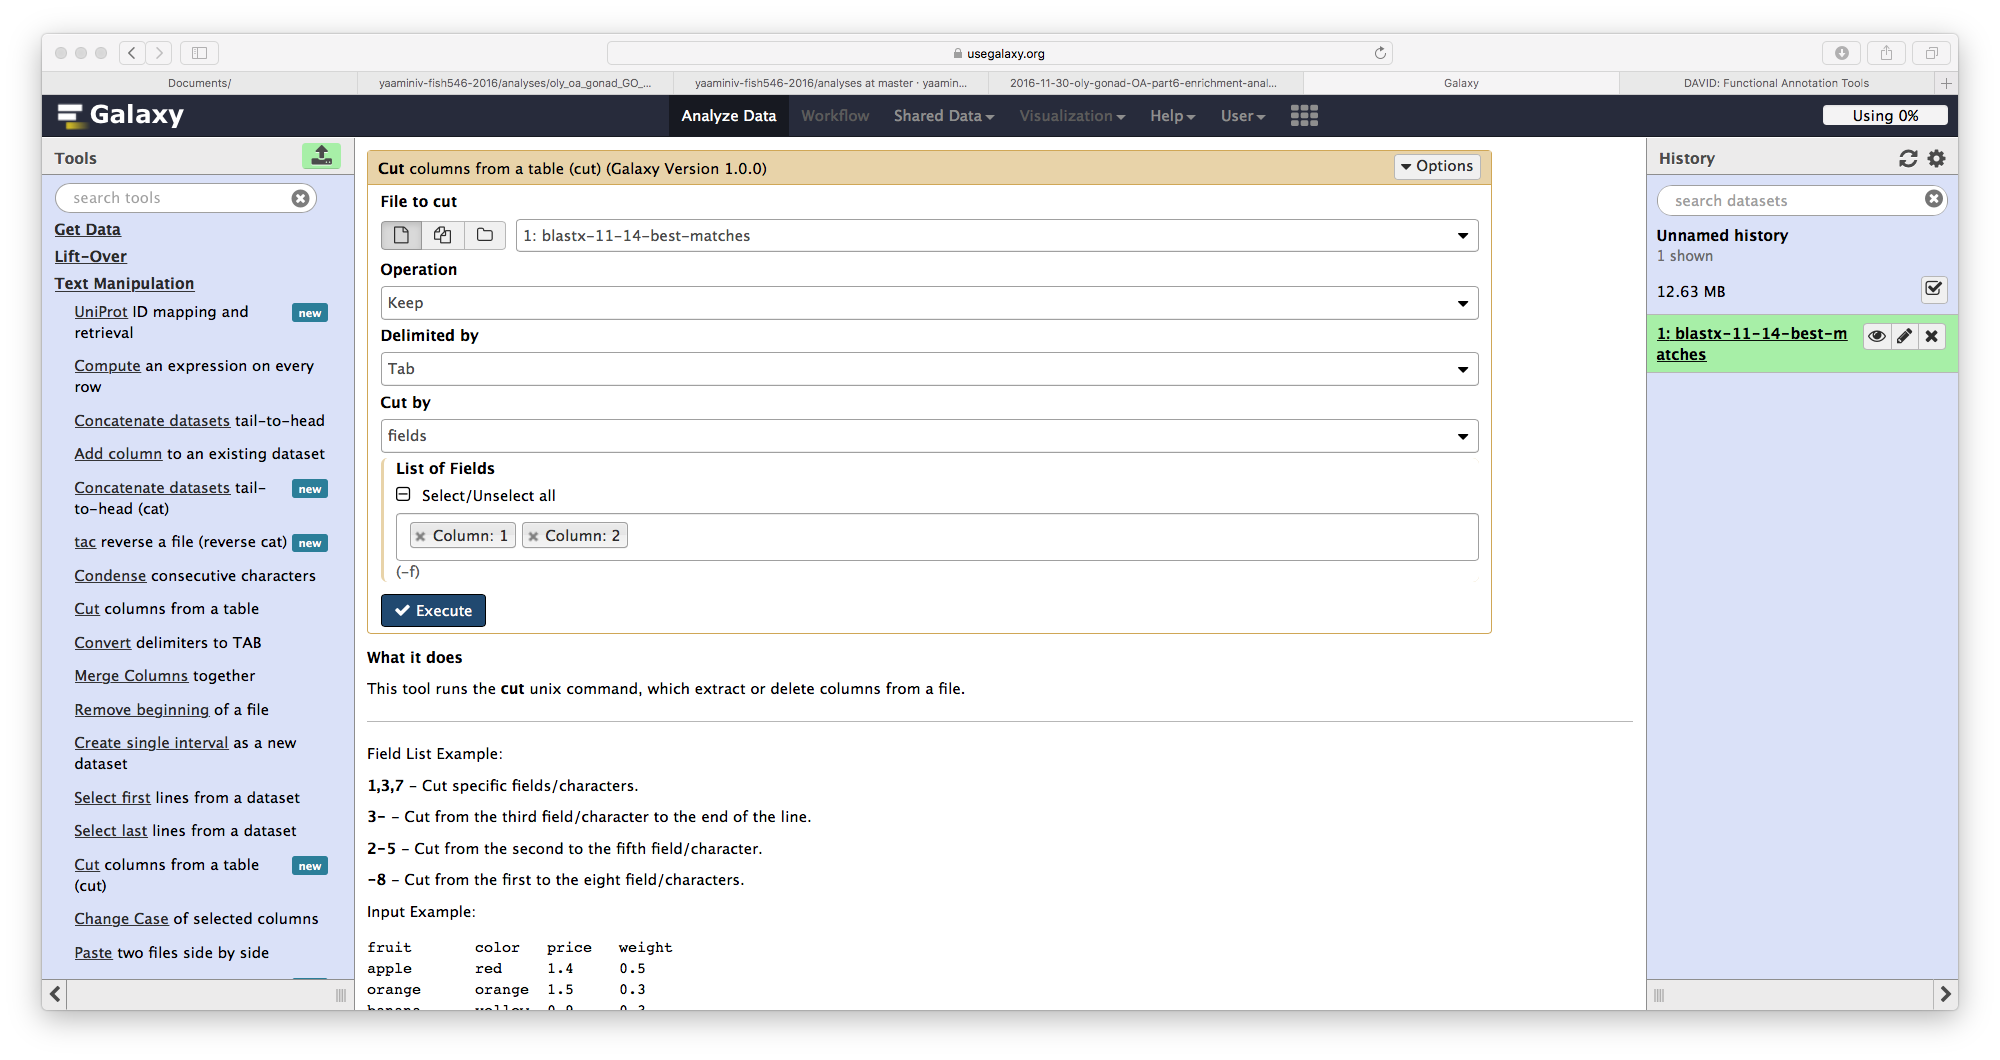 usegalaxy.org
Documents/
yaaminiv-fish546-2016/analyses/oly_oa_gonad_GO_...
yaaminiv-fish546-2016/analyses at master · yaamin...
2016-11-30-oly-gonad-OA-part6-enrichment-anal...
Galaxy
DAVID: Functional Annotation Tools
Galaxy
Analyze Data
Workflow
Shared Data
Visualization
Help
User
Using 0%
Tools
search tools
Get Data
Lift-Over
Text Manipulation
UniProt ID mapping and
retrieval
new
Compute an expression on every
row
Concatenate datasets tail-to-head
Add column to an existing dataset
Concatenate datasets tail-
to-head (cat)
new
tac reverse a file (reverse cat) new
Condense consecutive characters
Cut columns from a table
Convert delimiters to TAB
Merge Columns together
Remove beginning of a file
Create single interval as a new
dataset
Select first lines from a dataset
Select last lines from a dataset
Cut columns from a table
(cut)
new
Change Case of selected columns
Paste two files side by side
Cut columns from a table (cut) (Galaxy Version 1.0.0)
Options
File to cut
1: blastx-11-14-best-matches
Operation
Keep
Delimited by
Tab
Cut by
fields
List of Fields
Select/Unselect all
Column: 1
Column: 2
(-f)
Execute
What it does
This tool runs the cut unix command, which extract or delete columns from a file.
Field List Example:
1,3,7 - Cut specific fields/characters.
3- - Cut from the third field/character to the end of the line.
2-5 - Cut from the second to the fifth field/character.
-8 - Cut from the first to the eight field/characters.
Input Example:
fruit color price weight
apple red 1.4 0.5
orange orange 1.5 0.3
History
search datasets
Unnamed history
1 shown
12.63 MB
1: blastx-11-14-best-m
atches